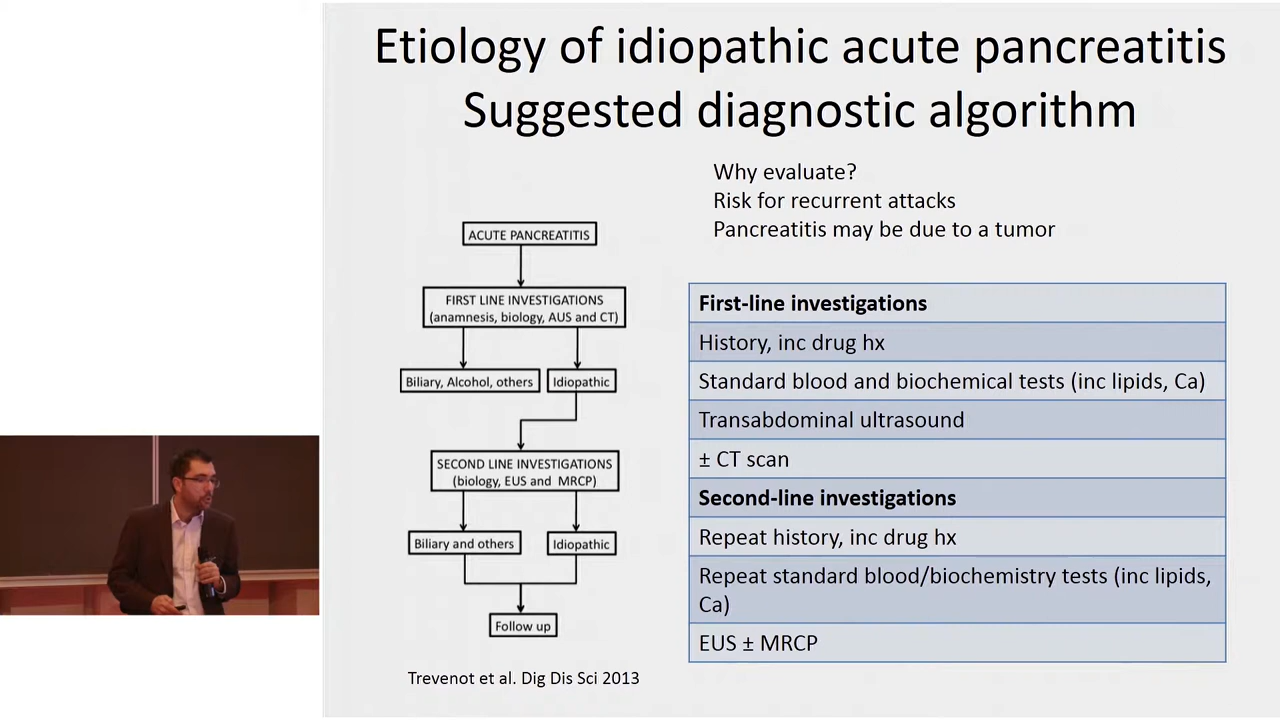 Etiology of idiopathic acute pancreatitis
Suggested diagnostic algorithm
Why evaluate?
Risk for recurrent attacks
Pancreatitis may be due to a tumor
ACUTE PANCREATITIS
FIRST LINE INVESTIGATIONS
(anamnesis, biology, AUS and CT)
Biliary, Alcohol, others
Idiopathic
SECOND LINE INVESTIGATIONS
(biology, EUS and MRCP)
Biliary and others
Idiopathic
Follow up
Trevenot et al. Dig Dis Sci 2013
First-line investigations
History, inc drug hx
Standard blood and biochemical tests (inc lipids, Ca)
Transabdominal ultrasound
± CT scan
Second-line investigations
Repeat history, inc drug hx
Repeat standard blood/biochemistry tests (inc lipids,
Ca)
EUS ± MRCP